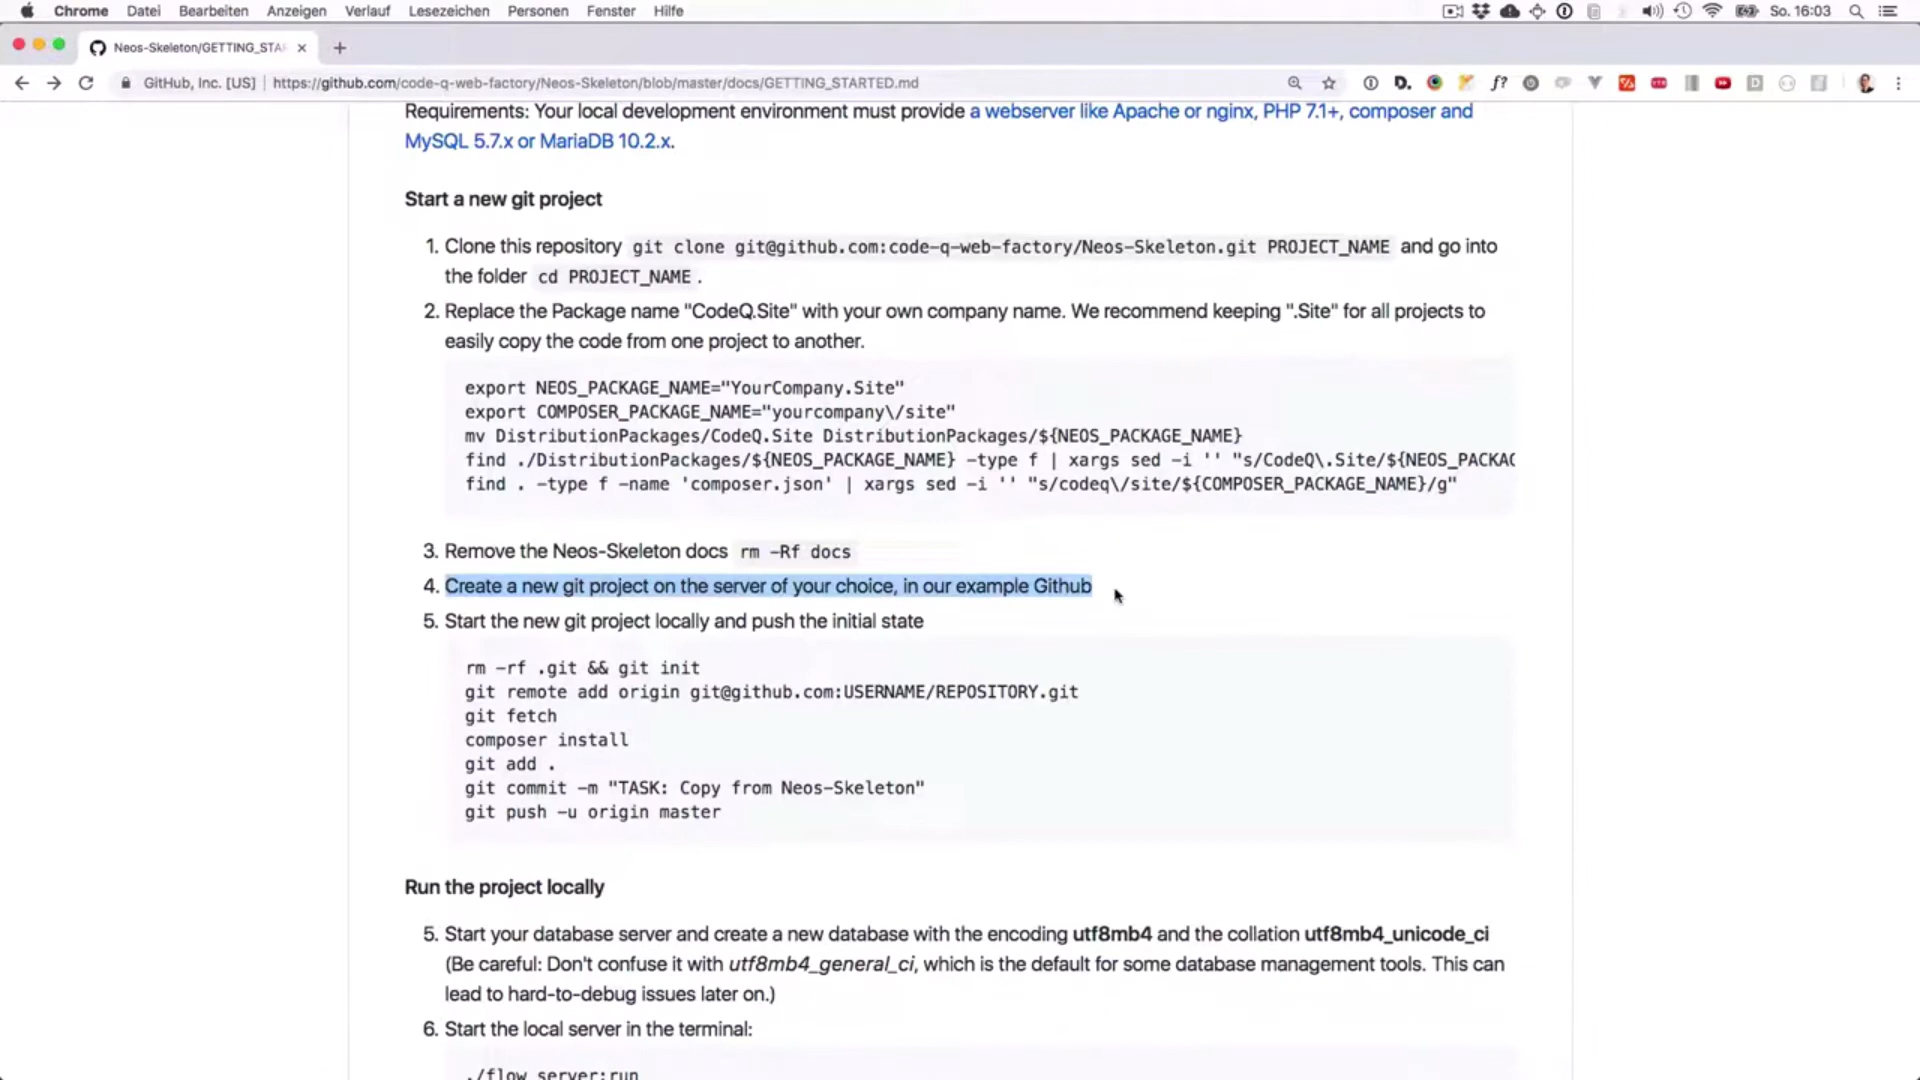 Chrome Datei Bearbeiten Anzeigen Verlauf Lesezeichen Personen Fenster Hilfe So. 16:03
Neos-Skeleton/GETTING_STAR
GitHub, Inc. [US] | https://github.com/code-q-web-factory/Neos-Skeleton/blob/master/docs/GETTING_STARTED.md
Requirements: Your local development environment must provide a webserver like Apache or nginx, PHP 7.1+, composer and
MySQL 5.7.x or MariaDB 10.2.x.
Start a new git project
1. Clone this repository git clone git@github.com:code-q-web-factory/Neos-Skeleton.git PROJECT_NAME and go into
the folder cd PROJECT_NAME .
2. Replace the Package name "CodeQ.Site" with your own company name. We recommend keeping ".Site" for all projects to
easily copy the code from one project to another.
export NEOS_PACKAGE_NAME="YourCompany.Site"
export COMPOSER_PACKAGE_NAME="yourcompany\/site"
mv DistributionPackages/CodeQ.Site DistributionPackages/${NEOS_PACKAGE_NAME}
find ./DistributionPackages/${NEOS_PACKAGE_NAME} -type f | xargs sed -i '' "s/CodeQ\.Site/${NEOS_PACKAG
find . -type f -name 'composer.json' | xargs sed -i '' "s/codeq\/site/${COMPOSER_PACKAGE_NAME}/g"
3. Remove the Neos-Skeleton docs rm -Rf docs
4. Create a new git project on the server of your choice, in our example Github
5. Start the new git project locally and push the initial state
rm -rf .git && git init
git remote add origin git@github.com:USERNAME/REPOSITORY.git
git fetch
composer install
git add .
git commit -m "TASK: Copy from Neos-Skeleton"
git push -u origin master
Run the project locally
5. Start your database server and create a new database with the encoding utf8mb4 and the collation utf8mb4_unicode_ci
(Be careful: Don't confuse it with utf8mb4_general_ci, which is the default for some database management tools. This can
lead to hard-to-debug issues later on.)
6. Start the local server in the terminal:
./flow server:run